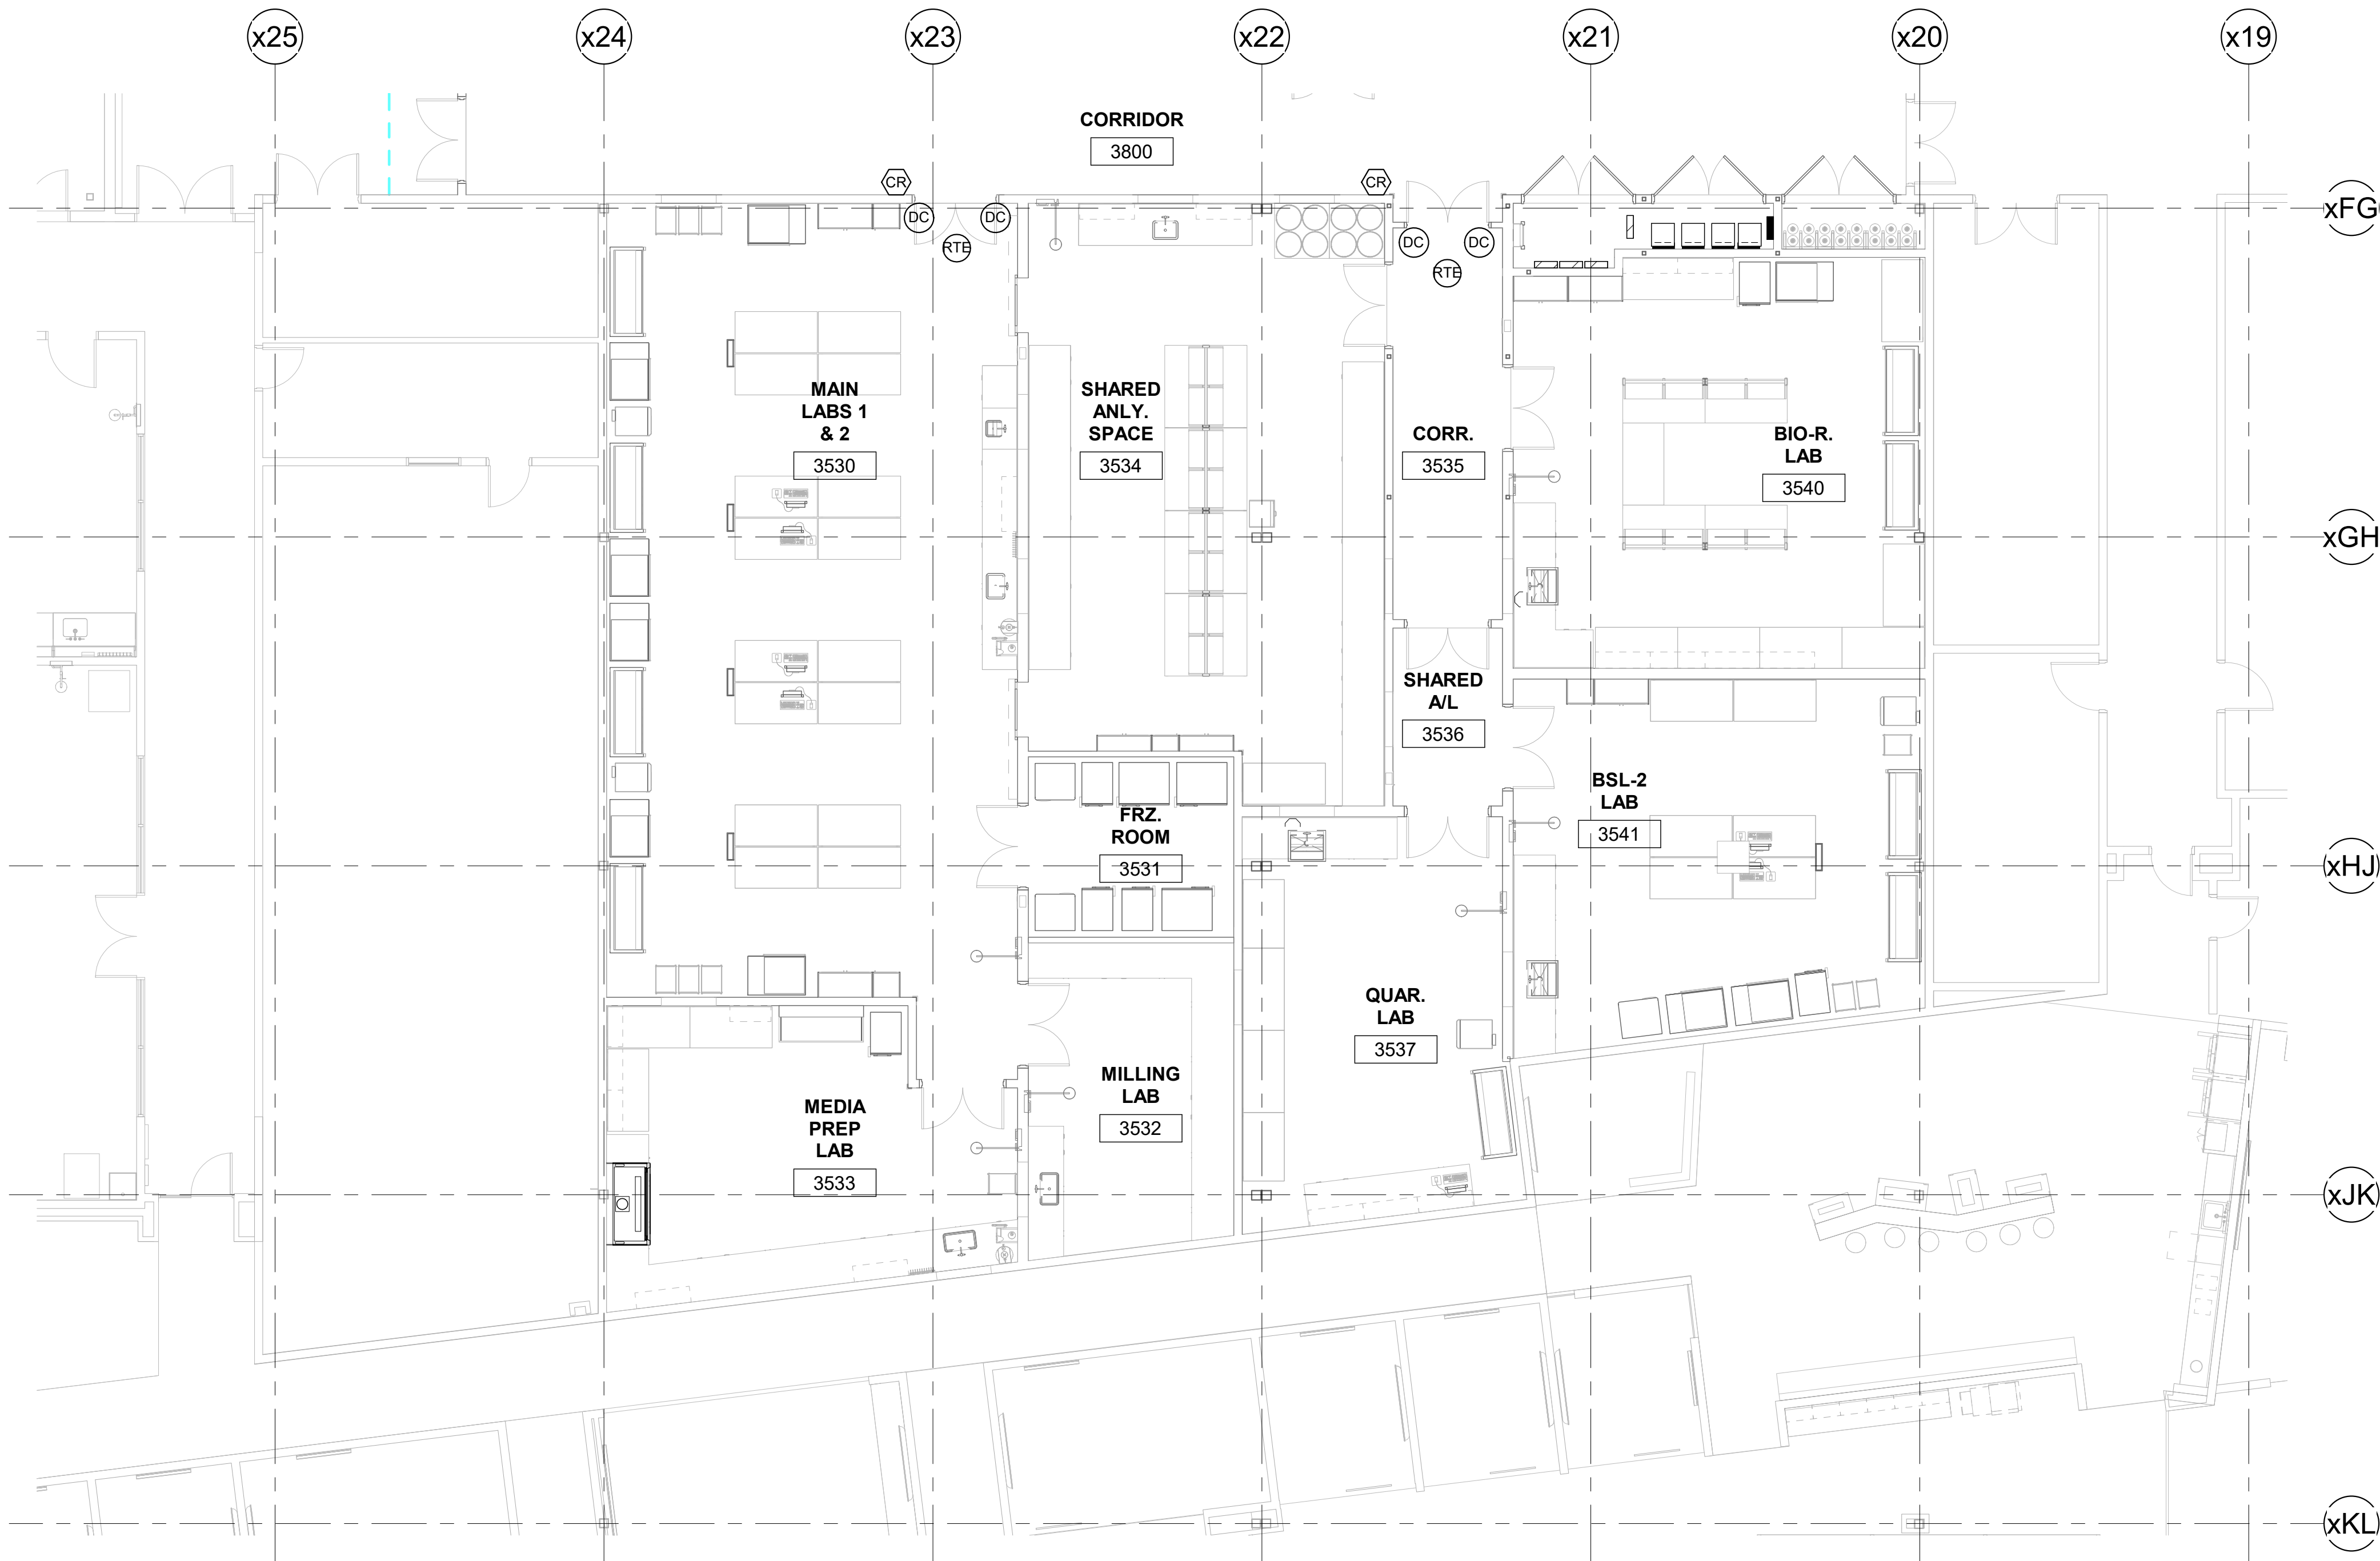 x25
x24
x23
x22
x21
x20
x19
CORRIDOR
3800
CR
CR
xFG
DC
DC
RTE
DC
DC
RTE
MAIN
LABS 1
& 2
3530
SHARED
ANLY.
SPACE
3534
CORR.
3535
BIO-R.
LAB
3540
xGH
SHARED
A/L
3536
BSL-2
LAB
3541
FRZ.
ROOM
3531
xHJ
QUAR.
LAB
3537
MILLING
LAB
3532
MEDIA
PREP
LAB
3533
xJK
xKL